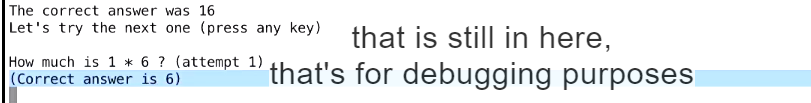 The correct answer was 16
Let's try the next one (press any key)
that is still in here,
How much is 1 * 6 ? (attempt 1)
(Correct answer is 6)
that's for debugging purposes